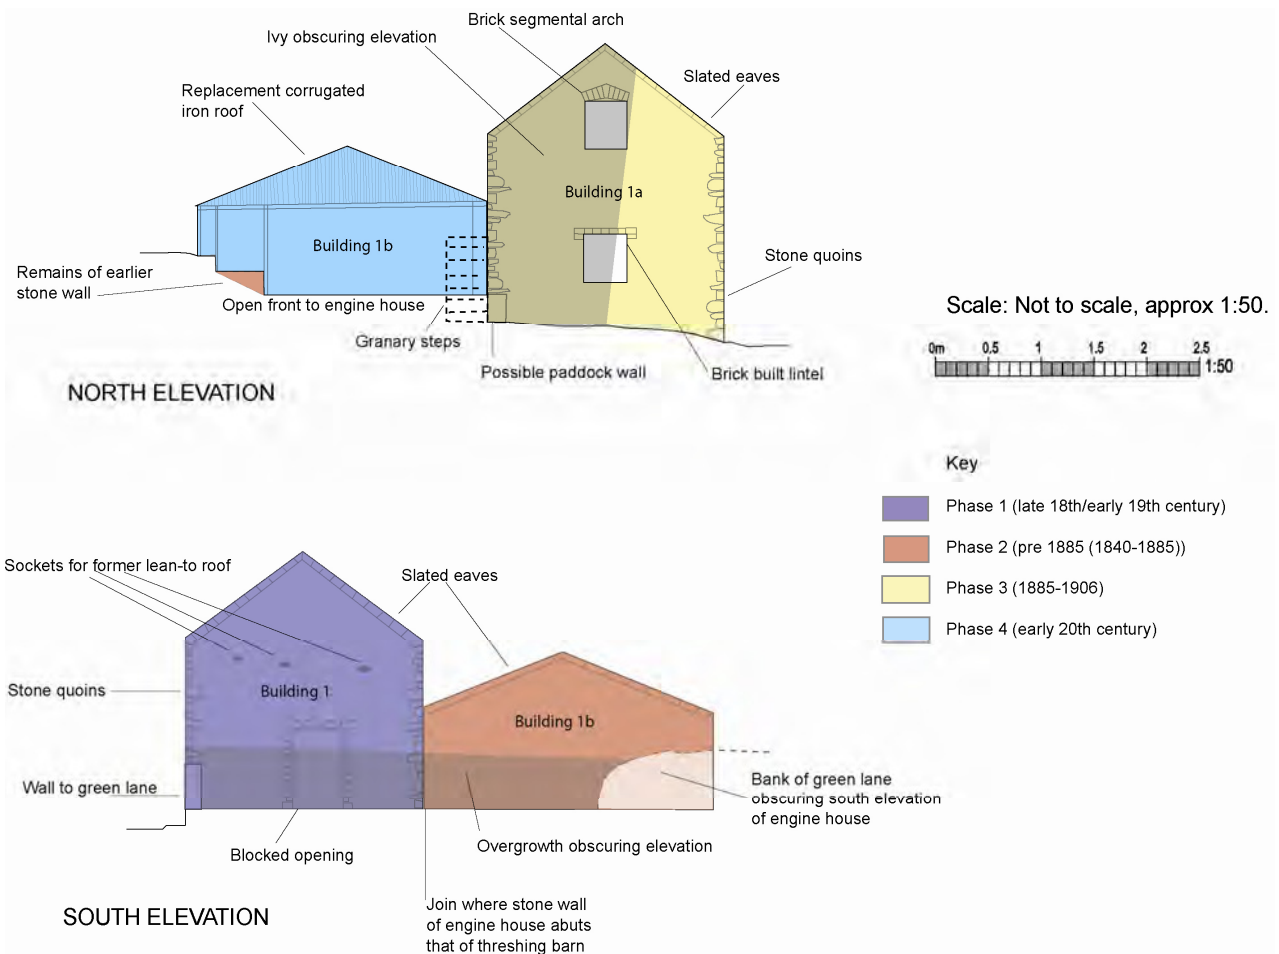 Brick segmental arch
Ivy obscuring elevation
Slated eaves
Replacement corrugated
iron roof
Building 1a
Building 1b
Stone quoins
Remains of earlier
stone wall
Open front to engine house
Granary steps
Possible paddock wall
Brick built lintel
NORTH ELEVATION
Scale: Not to scale, approx 1:50.
0m 0.5 1 1.5 2 2.5
1:50
Key
Phase 1 (late 18th/early 19th century)
Phase 2 (pre 1885 (1840-1885))
Phase 3 (1885-1906)
Phase 4 (early 20th century)
Sockets for former lean-to roof
Slated eaves
Stone quoins
Building 1
Building 1b
Wall to green lane
Bank of green lane
obscuring south elevation
of engine house
Blocked opening
Overgrowth obscuring elevation
Join where stone wall
of engine house abuts
that of threshing barn
SOUTH ELEVATION